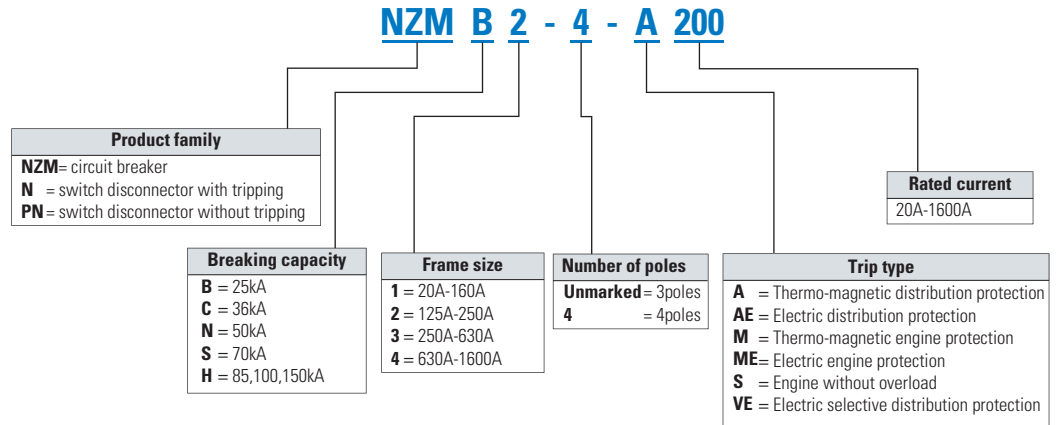 NZM B 2 - 4 - A 200
Product family
NZM= circuit breaker
N = switch disconnector with tripping
PN= switch disconnector without tripping
Rated current
20A-1600A
Breaking capacity
B = 25kA
C = 36kA
N = 50kA
S = 70kA
H = 85,100,150kA
Frame size
1 = 20A-160A
2 = 125A-250A
3 = 250A-630A
4 = 630A-1600A
Number of poles
Unmarked= 3poles
4 = 4poles
Trip type
A = Thermo-magnetic distribution protection
AE = Electric distribution protection
M = Thermo-magnetic engine protection
ME= Electric engine protection
S = Engine without overload
VE = Electric selective distribution protection